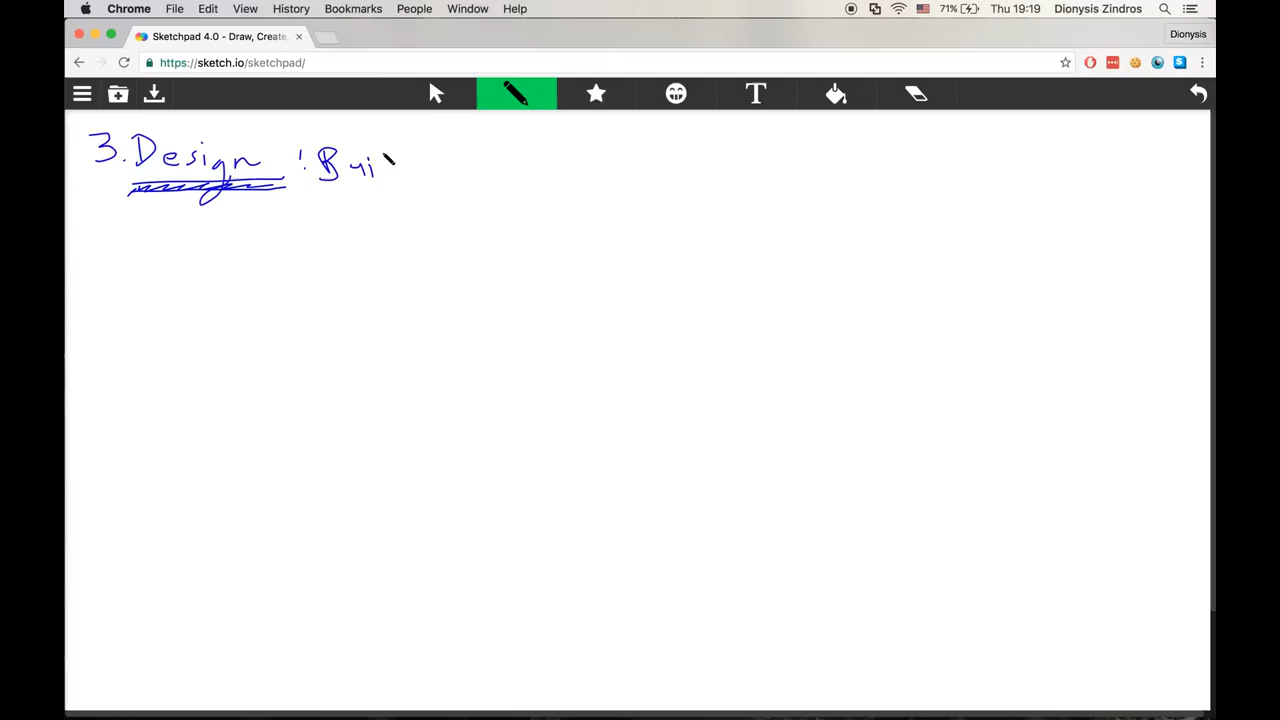 Chrome File Edit View History Bookmarks People Window Help 71% Thu 19:19 Dionysis Zindros
Sketchpad 4.0 - Draw, Create, Dionysis
https://sketch.io/sketchpad/
T
3. Design : Bui